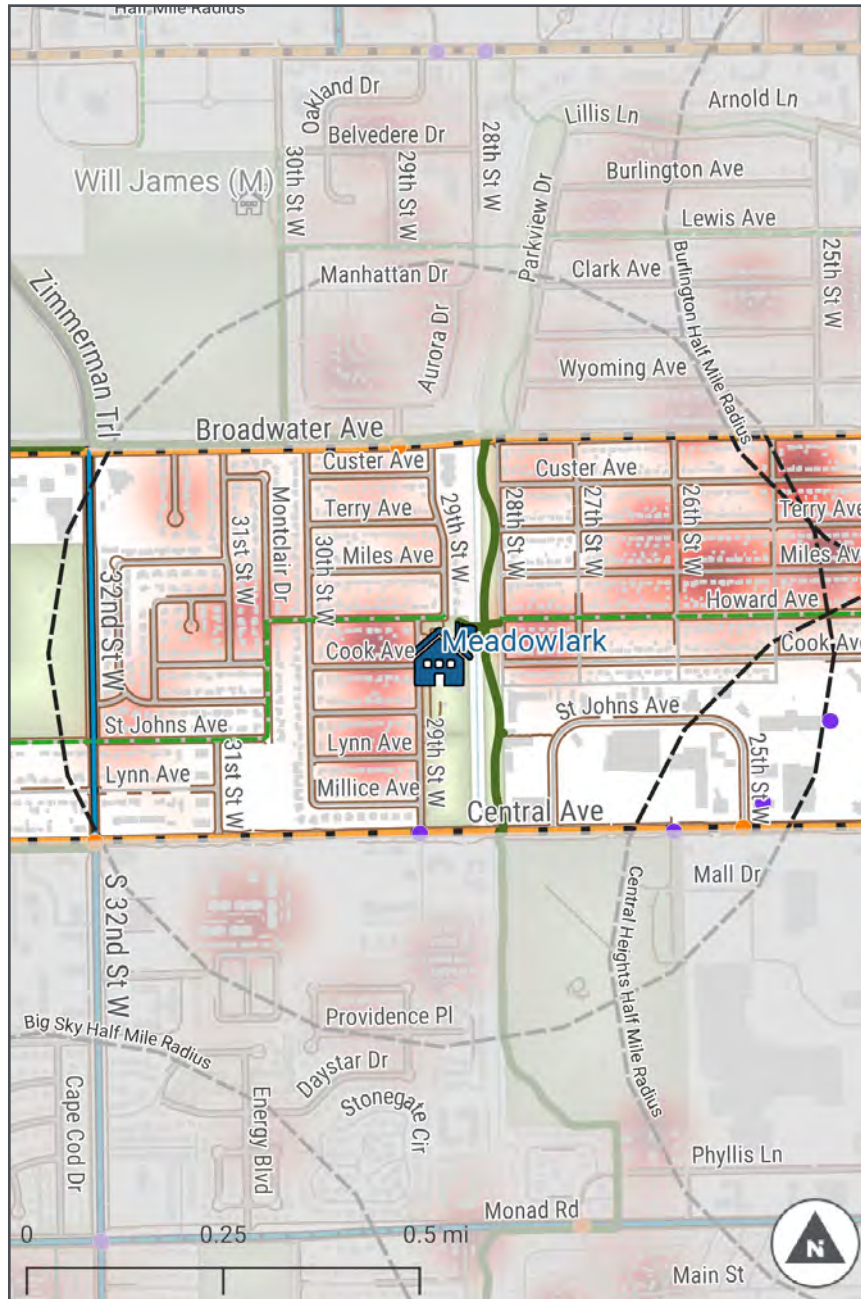 Half Mile Radius
Oakland Dr
Lillis Ln
Arnold Ln
Belvedere Dr
28th St W
30th St W
29th St W
Will James (M)
Burlington Ave
Parkview Dr
Lewis Ave
25th St W
Manhattan Dr
Clark Ave
Burlington Half Mile Radius
Zimmerman Trl
Aurora Dr
Wyoming Ave
Broadwater Ave
Custer Ave
Custer Ave
Terry Ave
Terry Ave
Montclair Dr
29th St W
28th St W
27th St W
26th St W
31st St W
Miles Ave
Miles Ave
30th St W
32nd St W
Howard Ave
Cook Ave
Meadowlark
Cook Av
St Johns Ave
St Johns Ave
Lynn Ave
Lynn Ave
31st St W
29th St W
25th St W
Millice Ave
Central Ave
Mall Dr
S 32nd St W
Central Heights Half Mile Radius
Providence Pl
Big Sky Half Mile Radius
Daystar Dr
Stonegate Cir
Cape Cod Dr
Energy Blvd
Phyllis Ln
Monad Rd
0 0.25 0.5 mi
Main St
N